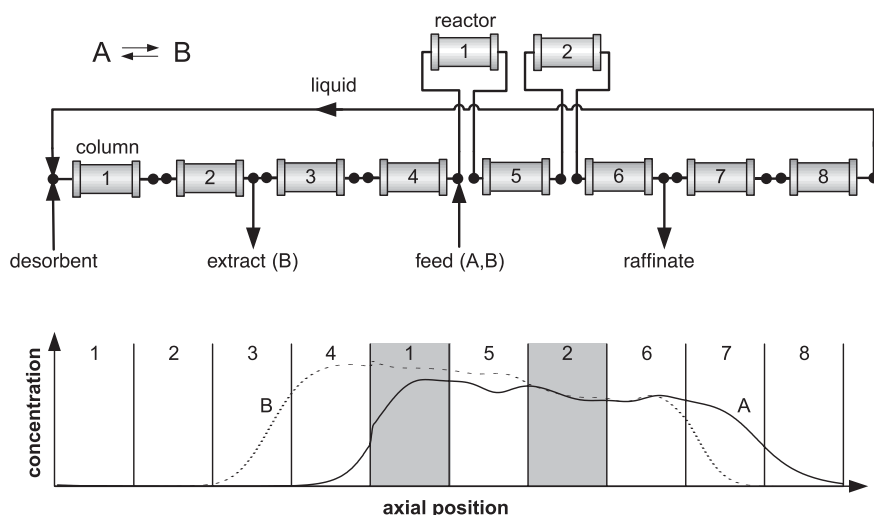 reactor
A ⇌ B
1
2
liquid
column
1
2
3
4
5
6
7
8
desorbent
extract (B)
feed (A,B)
raffinate
1 2 3 4 1 5 2 6 7 8
B
A
concentration
axial position